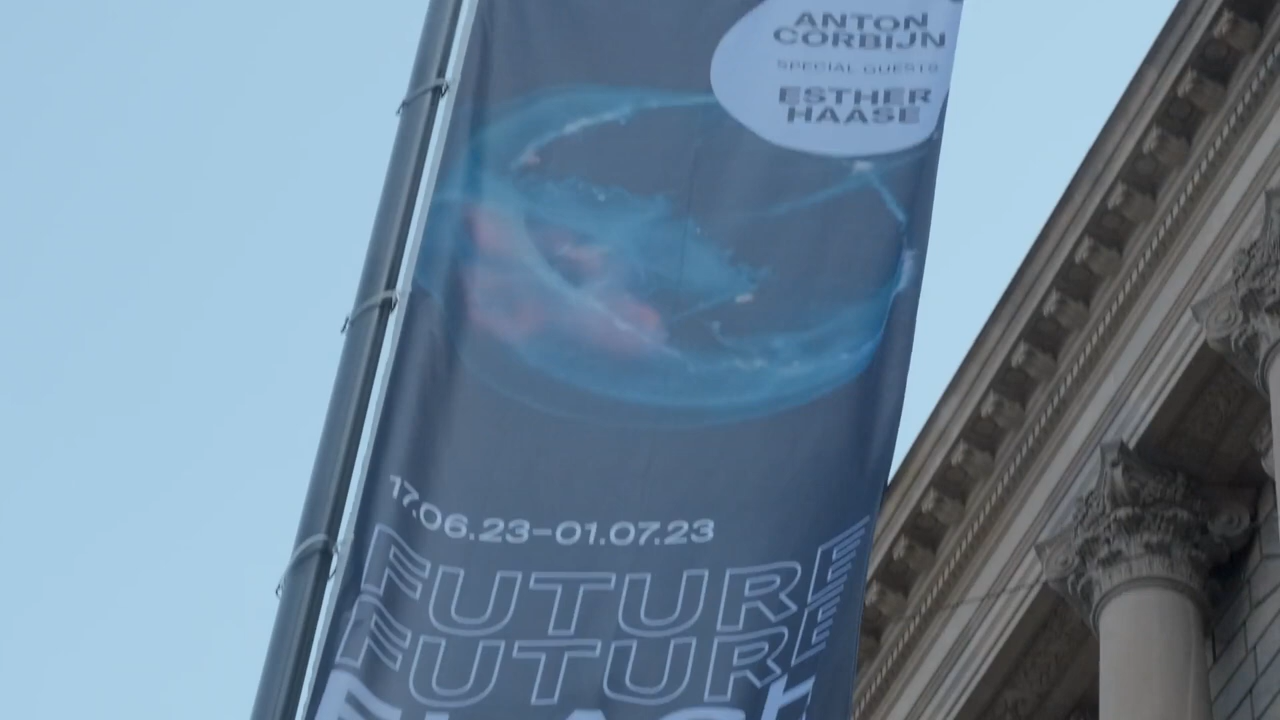 ANTON
CORBIJN
SPECIAL GUESTS
ESTHER
HAASE
17.06.23-01.07.23
FUTURE
FUTURE